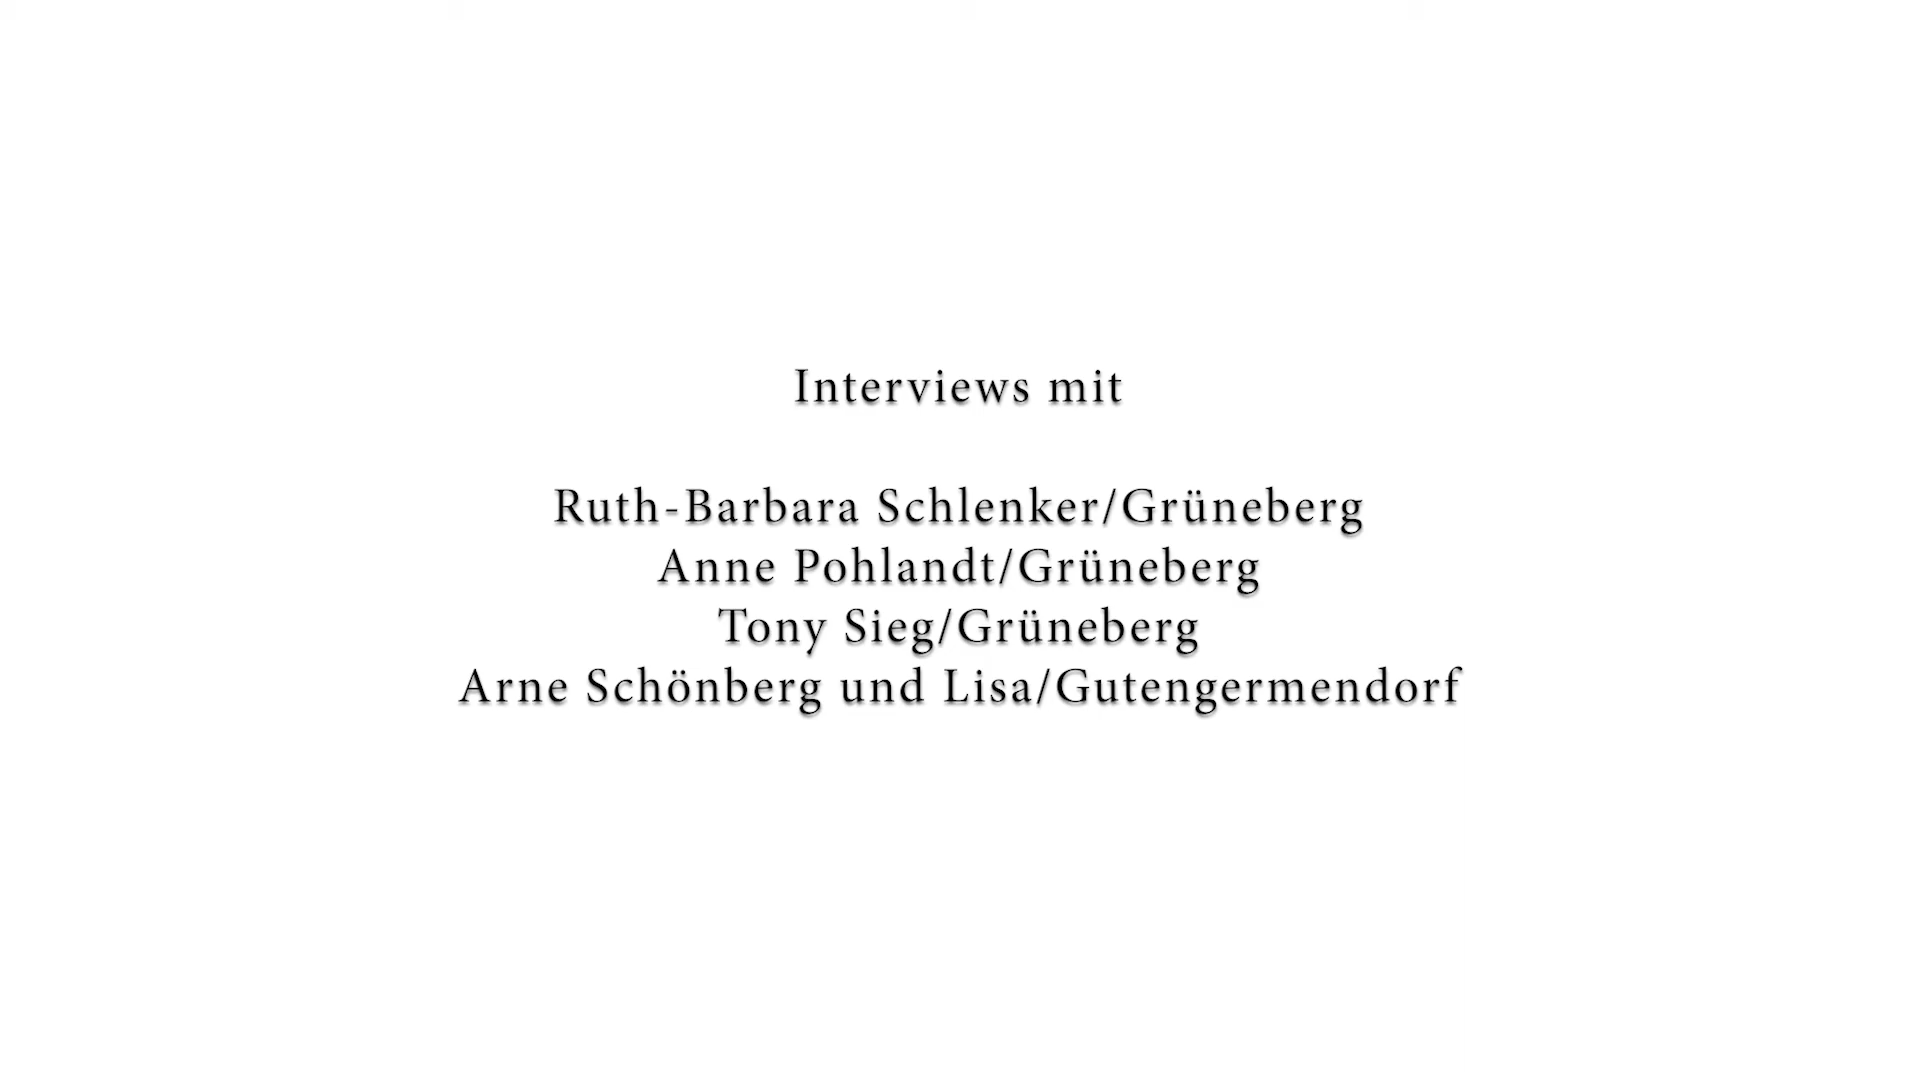 Interviews mit
Ruth-Barbara Schlenker/Grüneberg
Anne Pohlandt/Grüneberg
Tony Sieg/Grüneberg
Arne Schönberg und Lisa/Gutengermendorf